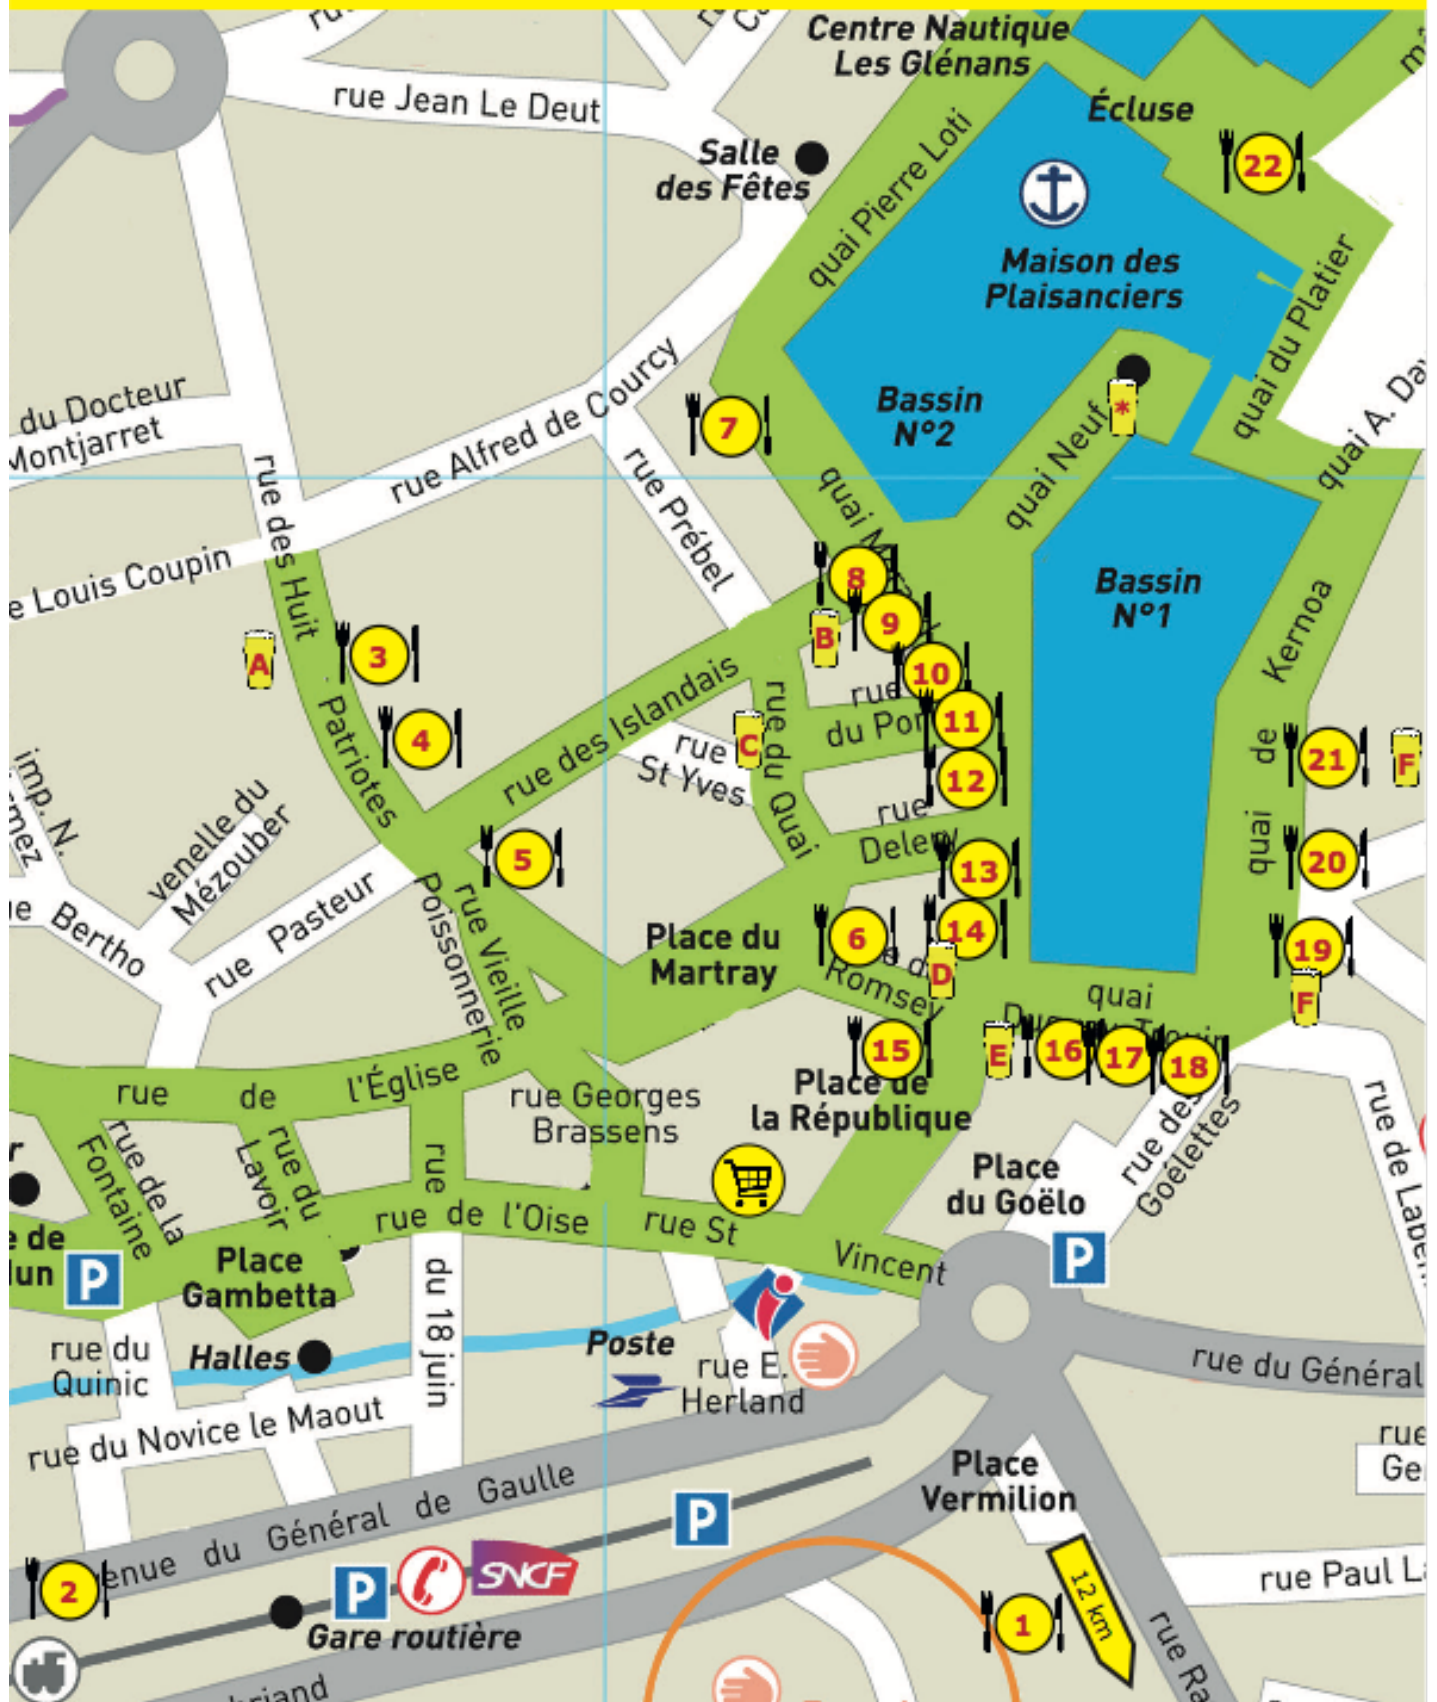 Centre Nautique
Les Glénans
rue Jean Le Deut
Écluse
Salle
des Fêtes
quai Pierre Loti
22
Maison des
Plaisanciers
quai du Platier
du Docteur
Montjarret
rue Alfred de Courcy
7
Bassin
N°2
*
quai Neuf
quai A.
rue des Huit
Patriotes
rue Prébel
quai
Louis Coupin
8
B
9
Bassin
N°1
A
3
10
Kernoa
de
quai
4
rue des Islandais
rue
du Port
11
C
rue
St Yves
rue du Quai
12
21
F
imp. N.
venelle du
Mézouber
rue
Delery
5
13
20
Bertho
rue Pasteur
rue Vieille
Poissonnerie
Place du
Martray
6
14
D
Romsey
19
F
quai
15
E
16
17
18
Place de
la République
rue de l'Église
rue Georges
Brassens
rue des
Goélettes
rue de la
Fontaine
rue du
Lavoir
rue
du 18 juin
Place
du Goëlo
P
rue de l'Oise
rue St
Vincent
P
Place
Gambetta
rue du
Quinic
Halles
Poste
rue E.
Herland
rue du Général
rue du Novice le Maout
Place
Vermilion
du Général de Gaulle
P
2
P
SNCF
rue Paul
1
12 km
Gare routière
rue